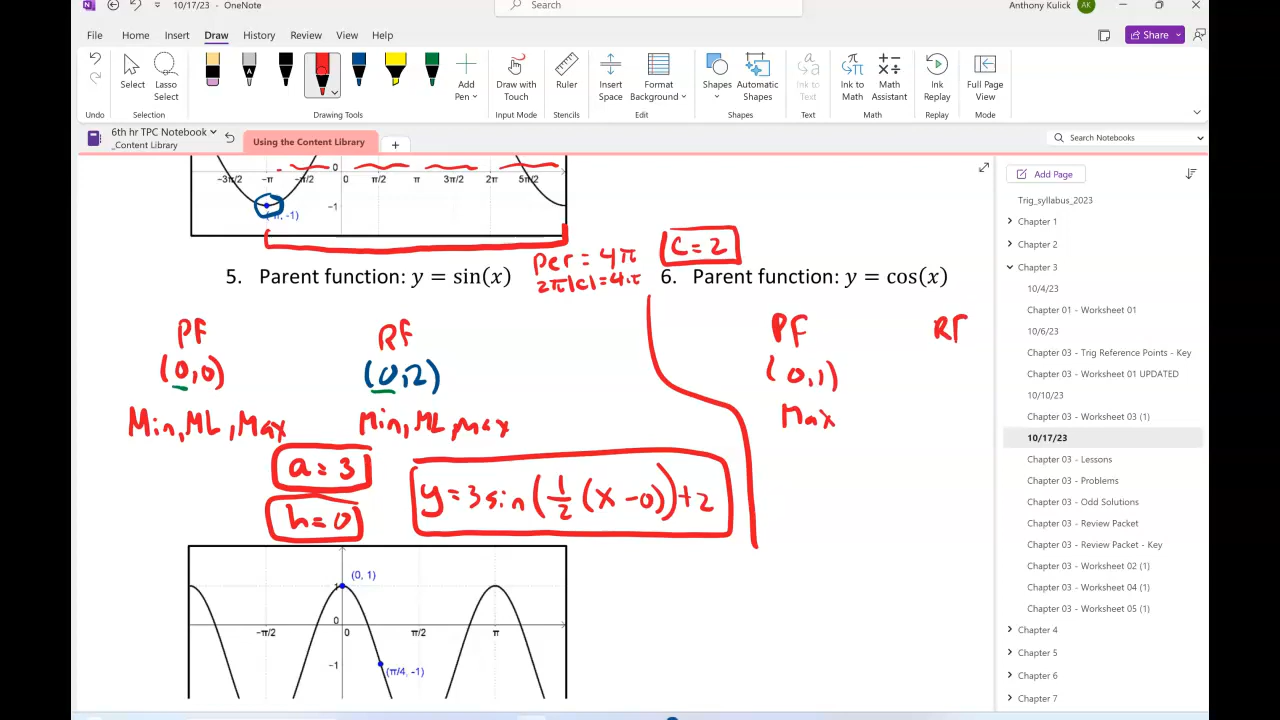 10/17/23 - OneNote
Search
Anthony Kulick
AK
File Home Insert Draw History Review View Help
Share
Undo
Select
Lasso Select
Add Pen
Draw with Touch
Ruler
Insert Space
Format Background
Shapes
Automatic Shapes
Ink to Text
Ink to Math
Math Assistant
Ink Replay
Full Page View
Undo Selection Drawing Tools Input Mode Stencils Edit Shapes Text Math Replay Mode
6th hr TPC Notebook
_Content Library
Using the Content Library
Search Notebooks
0
−3π/2 −π −π/2 0 π/2 π 3π/2 2π 5π/2
−1
(-π, -1)
per = 4π
2π|c| = 4π
c = 2
5. Parent function: y = sin(x)
6. Parent function: y = cos(x)
PF RF
(0,0) (0,2)
Min, ML, Max Min, ML, max
a = 3
h = 0
y = 3 sin(1/2 (x − 0)) + 2
PF RF
(0,1)
Max
(0, 1)
1
0
−π/2 0 π/2 π
−1
(π/4, -1)
Add Page
Trig_syllabus_2023
Chapter 1
Chapter 2
Chapter 3
10/4/23
Chapter 01 - Worksheet 01
10/6/23
Chapter 03 - Trig Reference Points - Key
Chapter 03 - Worksheet 01 UPDATED
10/10/23
Chapter 03 - Worksheet 03 (1)
10/17/23
Chapter 03 - Lessons
Chapter 03 - Problems
Chapter 03 - Odd Solutions
Chapter 03 - Review Packet
Chapter 03 - Review Packet - Key
Chapter 03 - Worksheet 02 (1)
Chapter 03 - Worksheet 04 (1)
Chapter 03 - Worksheet 05 (1)
Chapter 4
Chapter 5
Chapter 6
Chapter 7